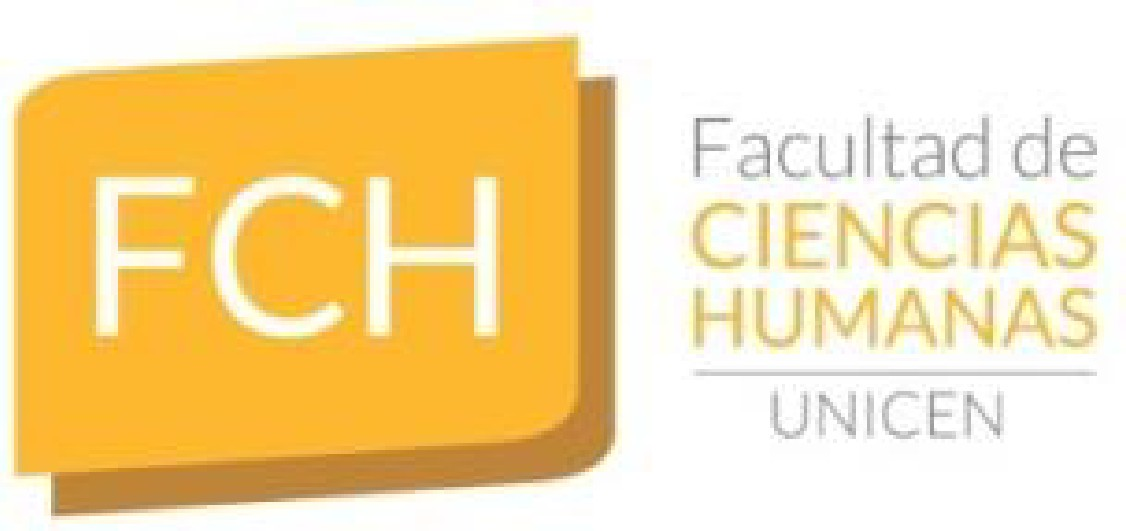 FCH
Facultad de
CIENCIAS
HUMANAS
UNICEN